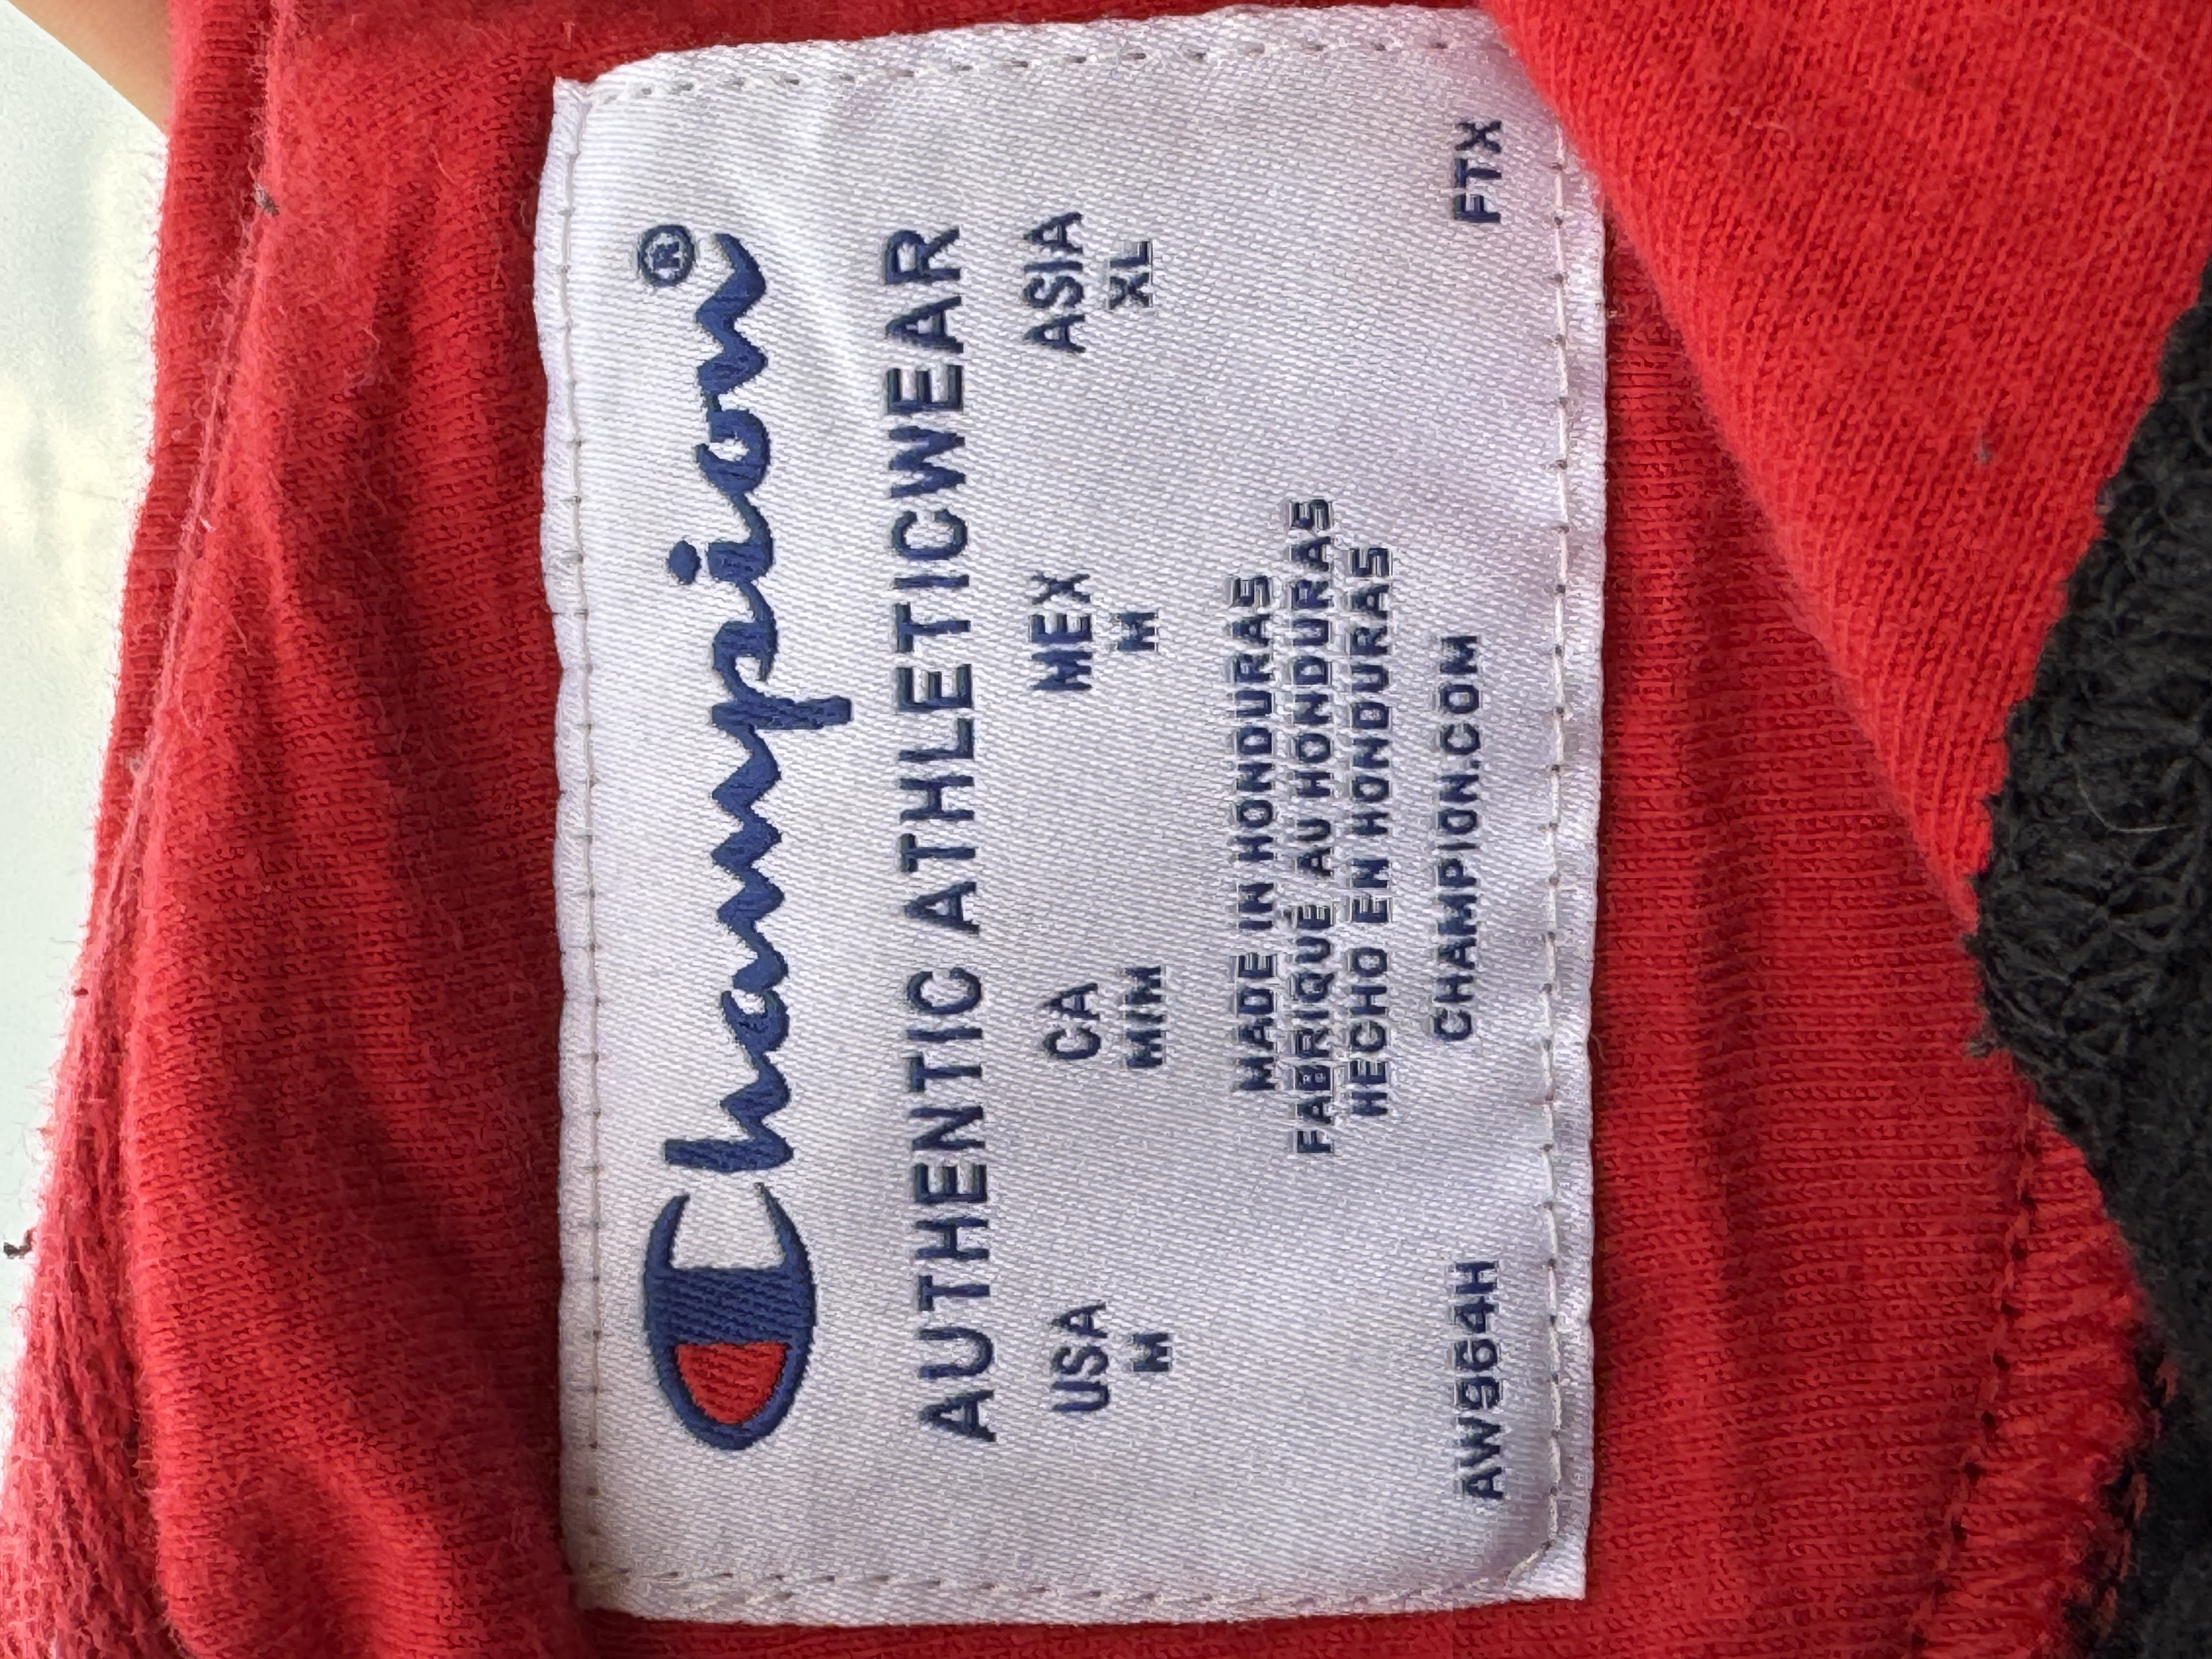 Champion®
AUTHENTIC ATHLETICWEAR
USA CA MEX ASIA
M M/M M XL
MADE IN HONDURAS
FABRIQUÉ AU HONDURAS
HECHO EN HONDURAS
AW964H CHAMPION.COM FTX